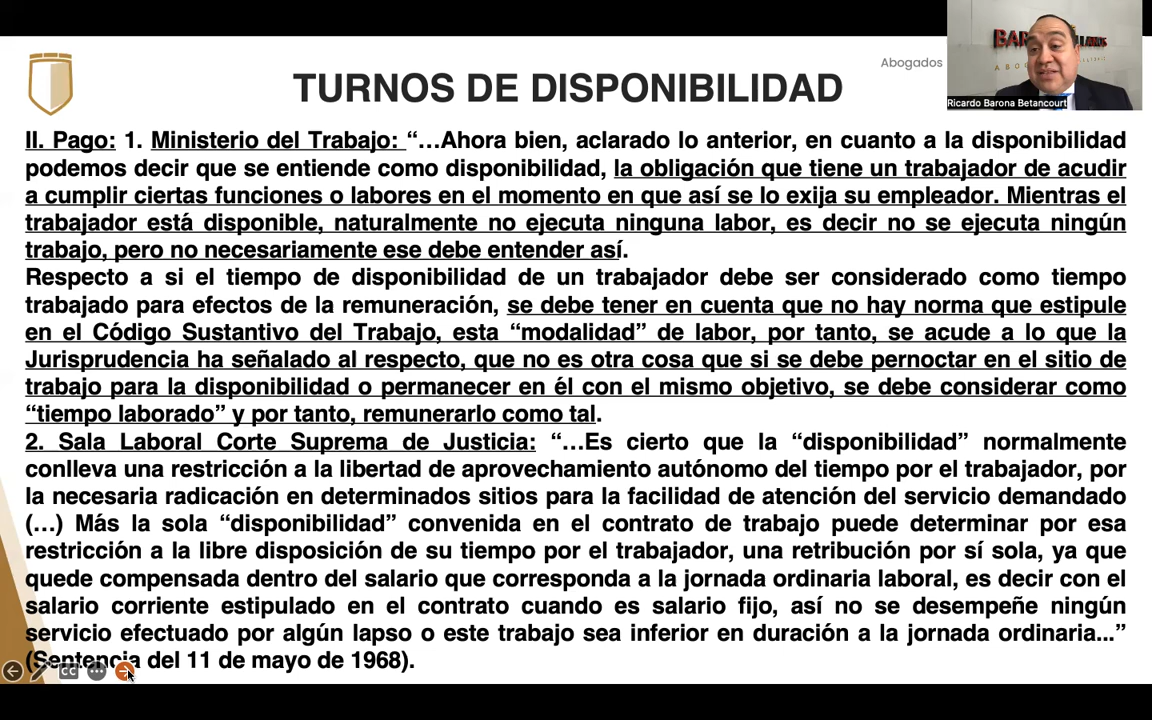 Abogados
BAR
ABOG
Ricardo Barona Betancourt
TURNOS DE DISPONIBILIDAD
II. Pago: 1. Ministerio del Trabajo: “…Ahora bien, aclarado lo anterior, en cuanto a la disponibilidad
podemos decir que se entiende como disponibilidad, la obligación que tiene un trabajador de acudir
a cumplir ciertas funciones o labores en el momento en que así se lo exija su empleador. Mientras el
trabajador está disponible, naturalmente no ejecuta ninguna labor, es decir no se ejecuta ningún
trabajo, pero no necesariamente ese debe entender así.
Respecto a si el tiempo de disponibilidad de un trabajador debe ser considerado como tiempo
trabajado para efectos de la remuneración, se debe tener en cuenta que no hay norma que estipule
en el Código Sustantivo del Trabajo, esta “modalidad” de labor, por tanto, se acude a lo que la
Jurisprudencia ha señalado al respecto, que no es otra cosa que si se debe pernoctar en el sitio de
trabajo para la disponibilidad o permanecer en él con el mismo objetivo, se debe considerar como
“tiempo laborado” y por tanto, remunerarlo como tal.
2. Sala Laboral Corte Suprema de Justicia: “…Es cierto que la “disponibilidad” normalmente
conlleva una restricción a la libertad de aprovechamiento autónomo del tiempo por el trabajador, por
la necesaria radicación en determinados sitios para la facilidad de atención del servicio demandado
(…) Más la sola “disponibilidad” convenida en el contrato de trabajo puede determinar por esa
restricción a la libre disposición de su tiempo por el trabajador, una retribución por sí sola, ya que
quede compensada dentro del salario que corresponda a la jornada ordinaria laboral, es decir con el
salario corriente estipulado en el contrato cuando es salario fijo, así no se desempeñe ningún
servicio efectuado por algún lapso o este trabajo sea inferior en duración a la jornada ordinaria...”
(Sentencia del 11 de mayo de 1968).
CC